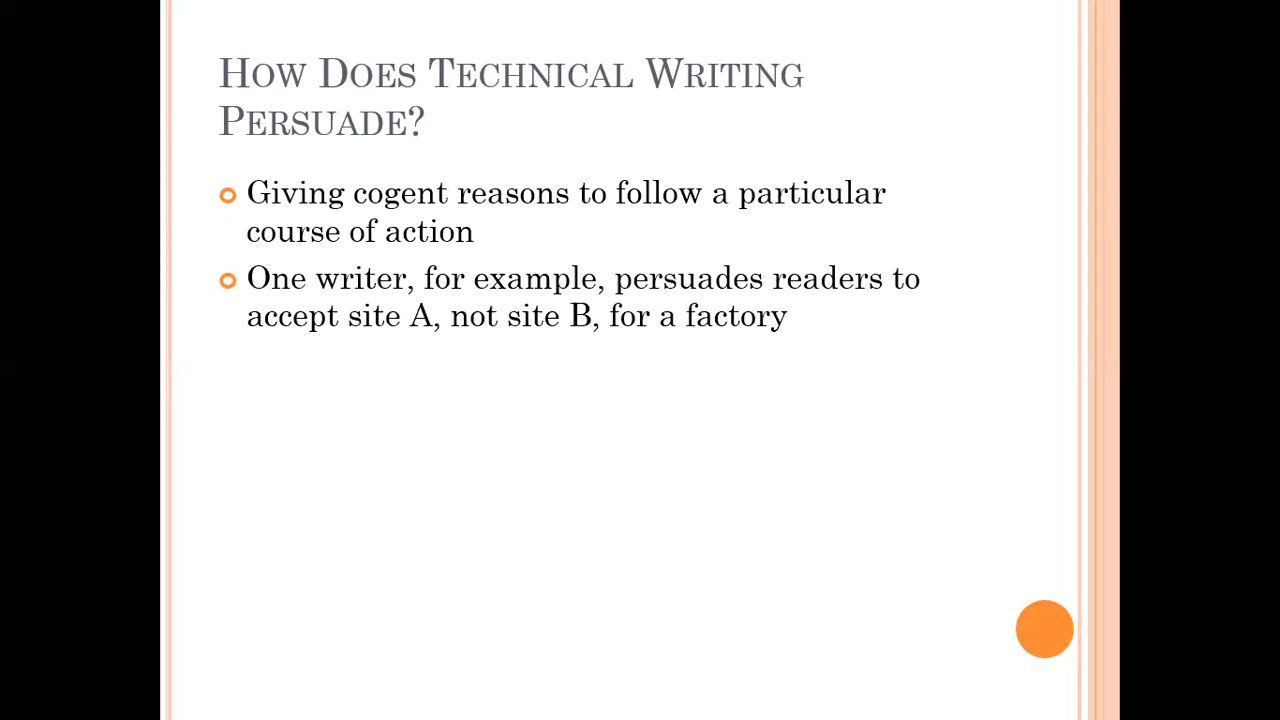 How Does Technical Writing
Persuade?
Giving cogent reasons to follow a particular
course of action
One writer, for example, persuades readers to
accept site A, not site B, for a factory